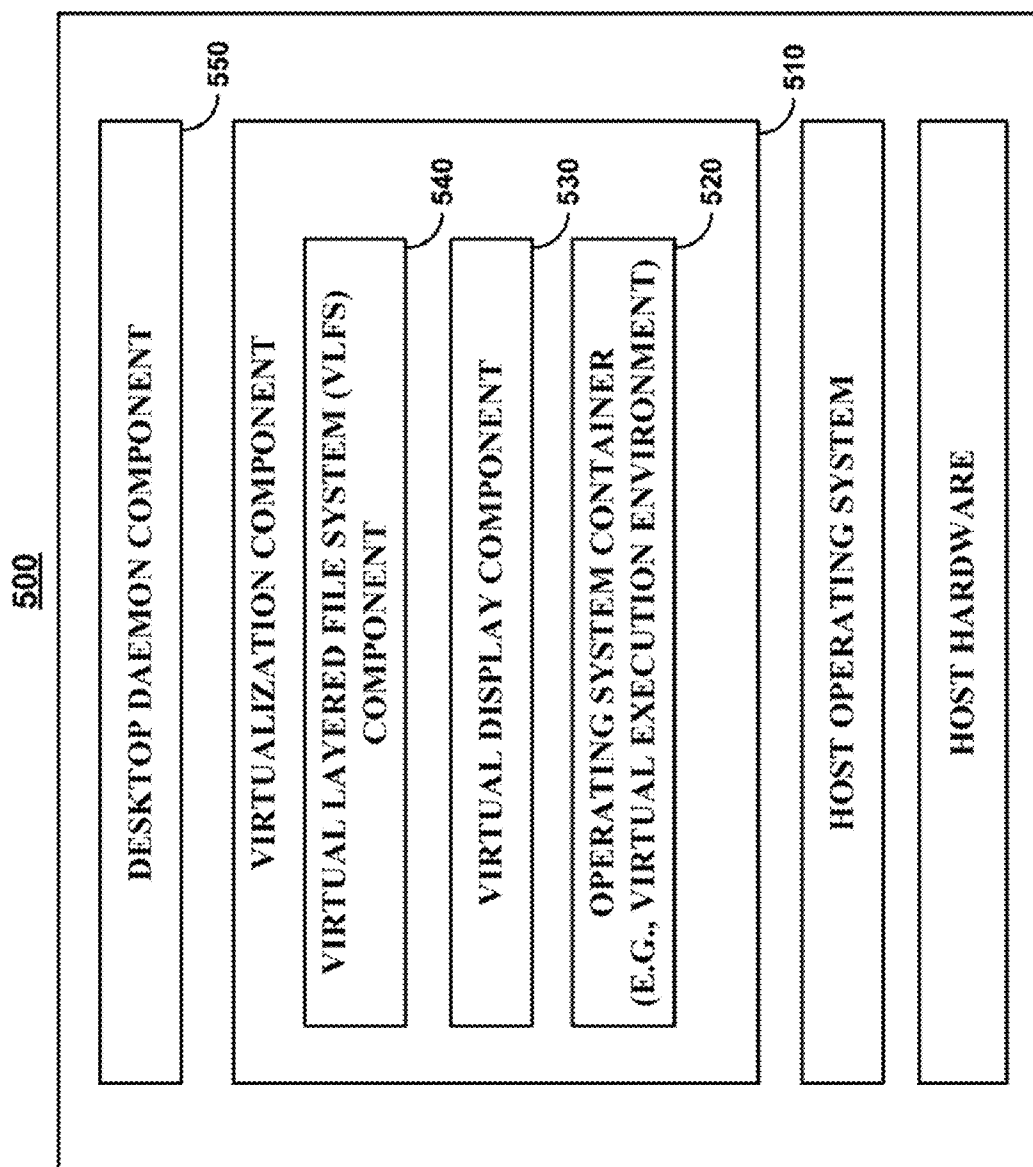 500
DESKTOP DAEMON COMPONENT
550
VIRTUALIZATION COMPONENT
VIRTUAL LAYERED FILE SYSTEM (VLFS)
COMPONENT
540
VIRTUAL DISPLAY COMPONENT
530
OPERATING SYSTEM CONTAINER
(E.G., VIRTUAL EXECUTION ENVIRONMENT)
520
510
HOST OPERATING SYSTEM
HOST HARDWARE